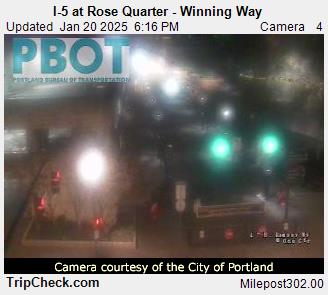 I-5 at Rose Quarter - Winning Way
Updated Jan 20 2025 6:16 PM Camera 4
PBOT
PORTLAND BUREAU OF TRANSPORTATION
Camera courtesy of the City of Portland
TripCheck.com Milepost302.00